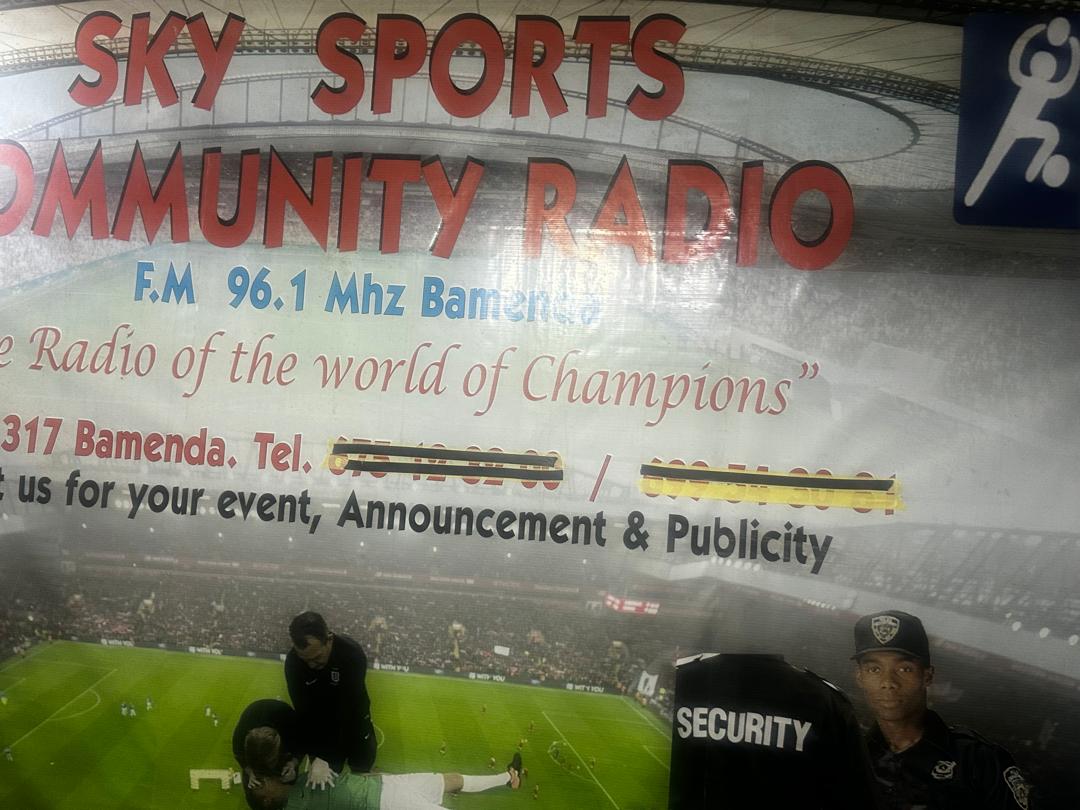 SKY SPORTS
OMMUNITY RADIO
F.M 96.1 Mhz Bamenda
e Radio of the world of Champions”
317 Bamenda. Tel. /
t us for your event, Announcement & Publicity
SECURITY